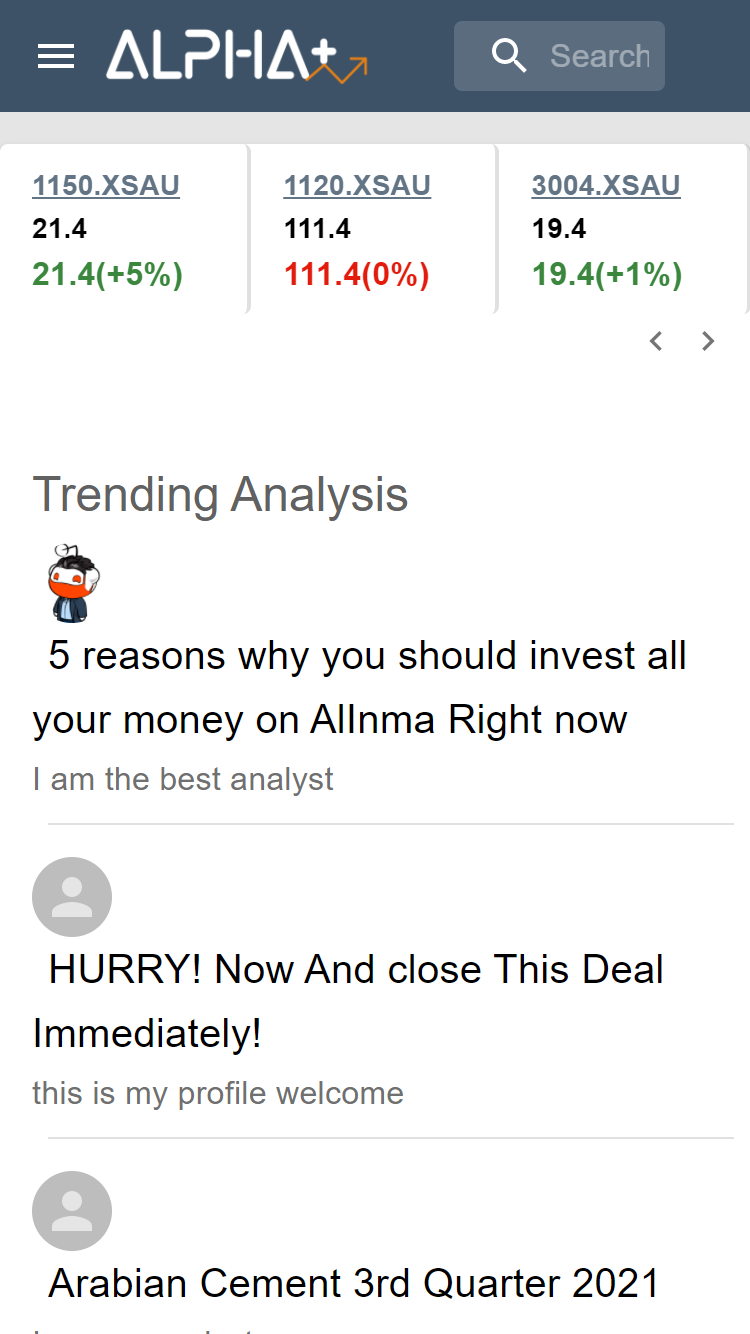 ALPHA+
Search
1150.XSAU
21.4
21.4(+5%)
1120.XSAU
111.4
111.4(0%)
3004.XSAU
19.4
19.4(+1%)
Trending Analysis
5 reasons why you should invest all
your money on AlInma Right now
I am the best analyst
HURRY! Now And close This Deal
Immediately!
this is my profile welcome
Arabian Cement 3rd Quarter 2021